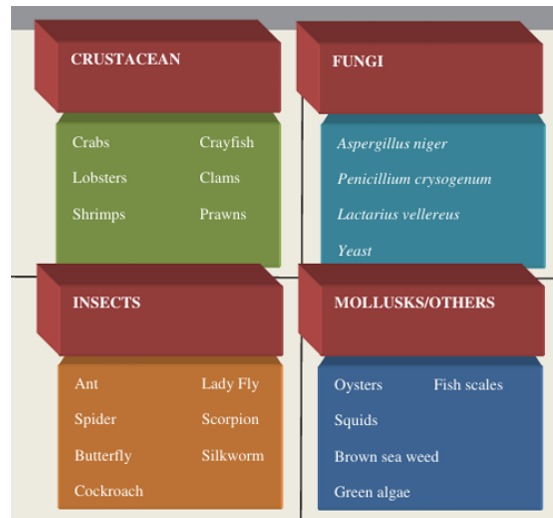 CRUSTACEAN
Crabs Crayfish
Lobsters Clams
Shrimps Prawns
FUNGI
Aspergillus niger
Penicillium crysogenum
Lactarius vellereus
Yeast
INSECTS
Ant Lady Fly
Spider Scorpion
Butterfly Silkworm
Cockroach
MOLLUSKS/OTHERS
Oysters Fish scales
Squids
Brown sea weed
Green algae